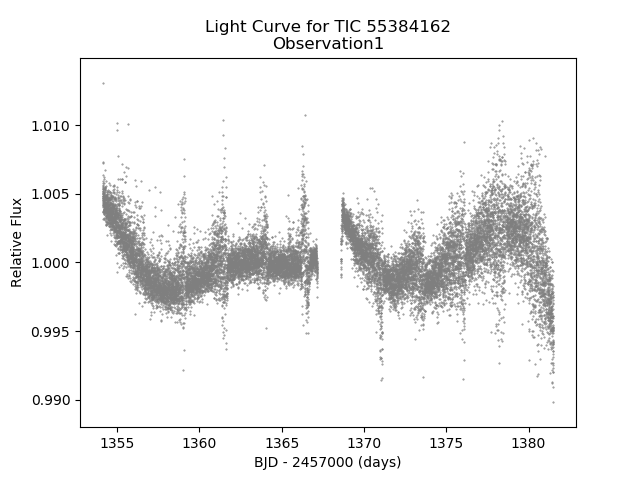 Light Curve for TIC 55384162
Observation1
1.010
1.005
1.000
0.995
0.990
Relative Flux
1355 1360 1365 1370 1375 1380
BJD - 2457000 (days)